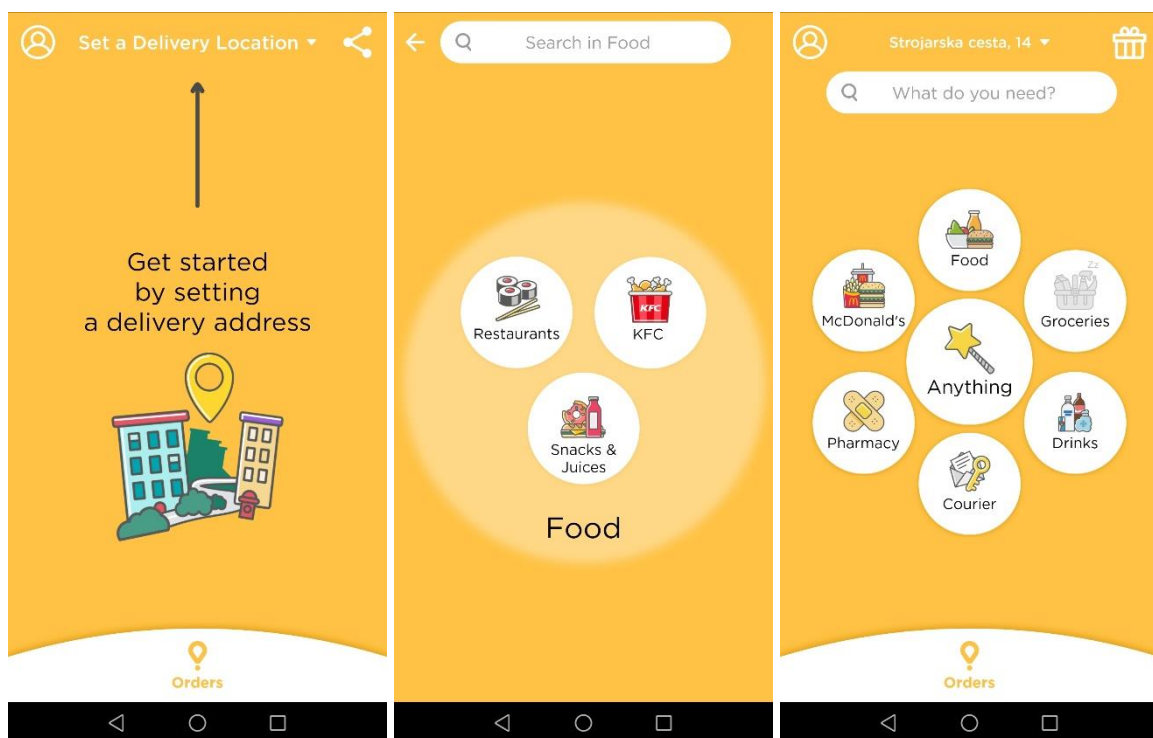 Set a Delivery Location
Get started
by setting
a delivery address
Orders
Search in Food
Restaurants
KFC
KFC
Snacks &
Juices
Food
Strojarska cesta, 14
What do you need?
Food
McDonald's
Zz
Groceries
Anything
Pharmacy
Drinks
Courier
Orders